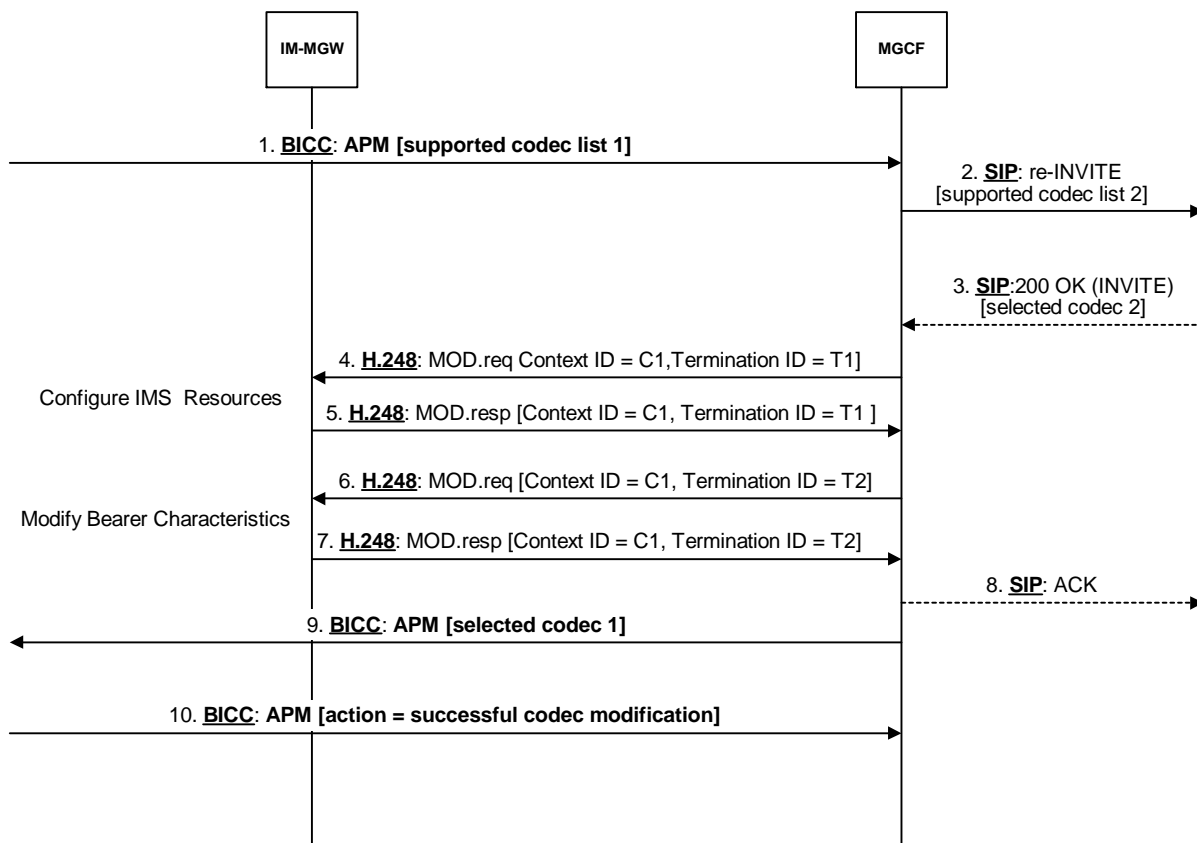 IM-MGW
MGCF
1. BICC: APM [supported codec list 1]
2. SIP: re-INVITE
[supported codec list 2]
3. SIP:200 OK (INVITE)
[selected codec 2]
4. H.248: MOD.req Context ID = C1,Termination ID = T1]
Configure IMS Resources
5. H.248: MOD.resp [Context ID = C1, Termination ID = T1 ]
6. H.248: MOD.req [Context ID = C1, Termination ID = T2]
Modify Bearer Characteristics
7. H.248: MOD.resp [Context ID = C1, Termination ID = T2]
8. SIP: ACK
9. BICC: APM [selected codec 1]
10. BICC: APM [action = successful codec modification]